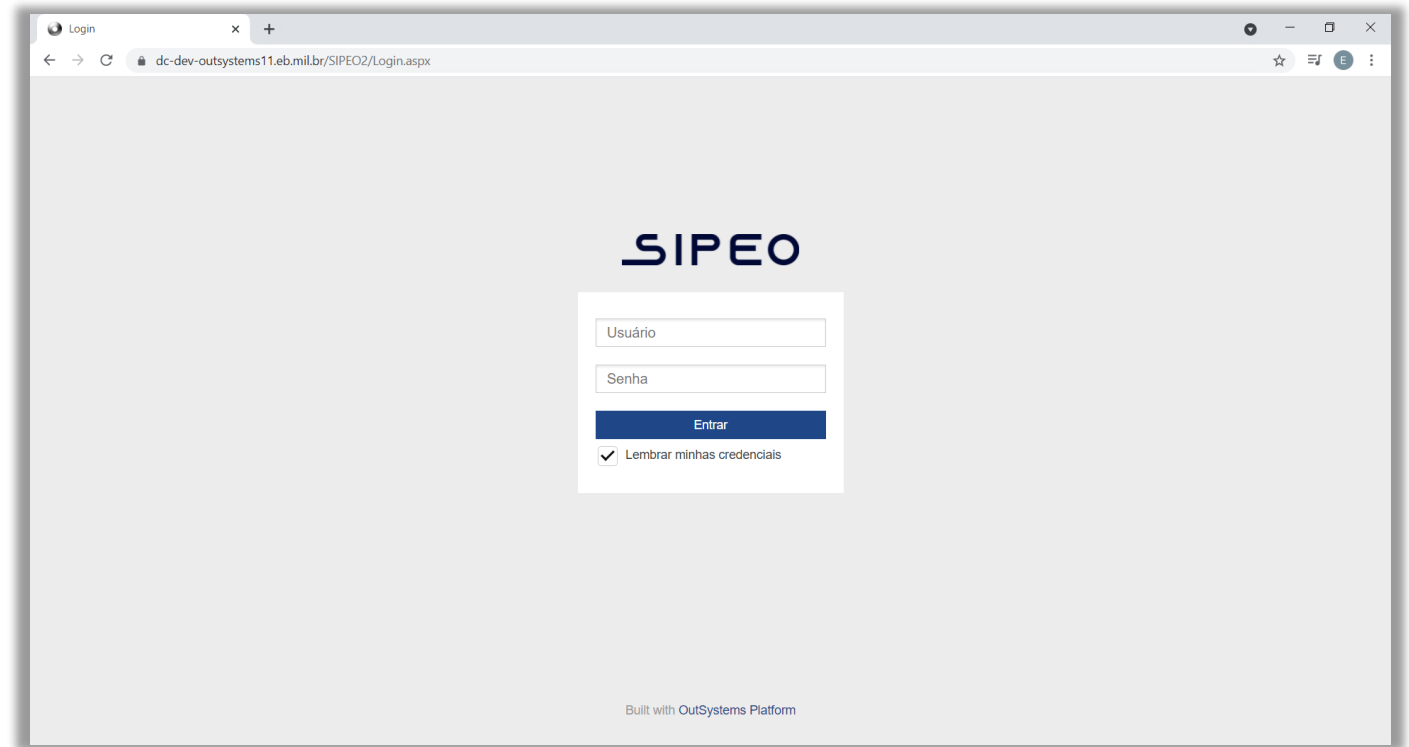 Login
dc-dev-outsystems11.eb.mil.br/SIPEO2/Login.aspx
E
SIPEO
Usuário
Senha
Entrar
Lembrar minhas credenciais
Built with OutSystems Platform